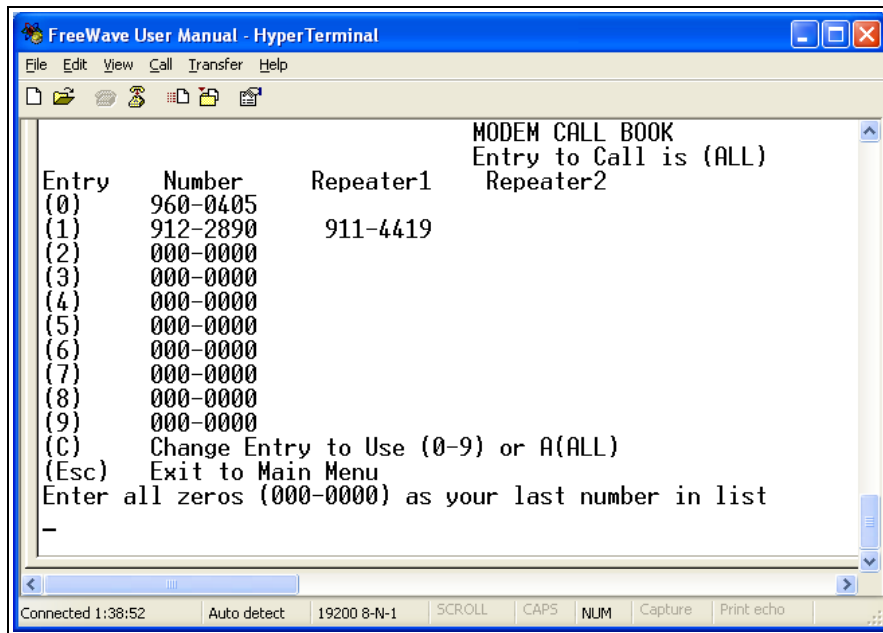 FreeWave User Manual - HyperTerminal
File Edit View Call Transfer Help
MODEM CALL BOOK
Entry to Call is (ALL)
Entry Number Repeater1 Repeater2
(0) 960-0405
(1) 912-2890 911-4419
(2) 000-0000
(3) 000-0000
(4) 000-0000
(5) 000-0000
(6) 000-0000
(7) 000-0000
(8) 000-0000
(9) 000-0000
(C) Change Entry to Use (0-9) or A(ALL)
(Esc) Exit to Main Menu
Enter all zeros (000-0000) as your last number in list
Connected 1:38:52 Auto detect 19200 8-N-1 SCROLL CAPS NUM Capture Print echo